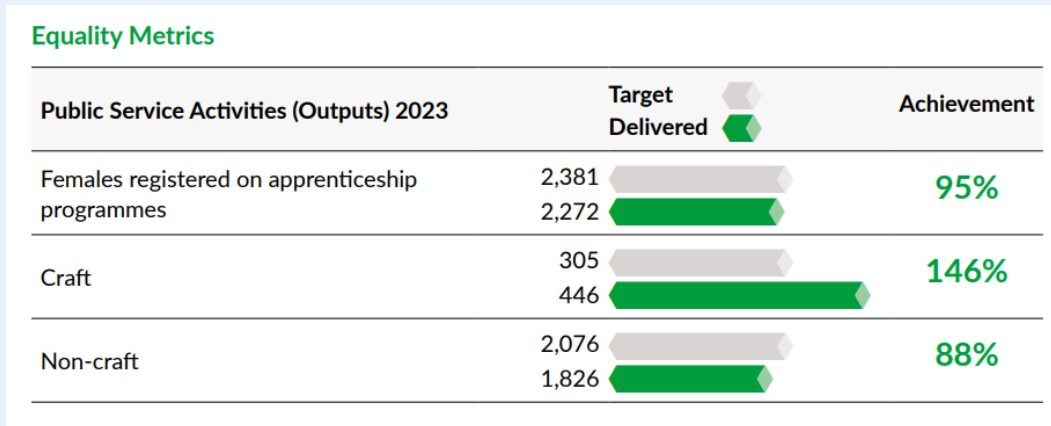 Equality Metrics
Public Service Activities (Outputs) 2023
Target
Delivered
Achievement
Females registered on apprenticeship
programmes
2,381
2,272
95%
Craft
305
446
146%
Non-craft
2,076
1,826
88%